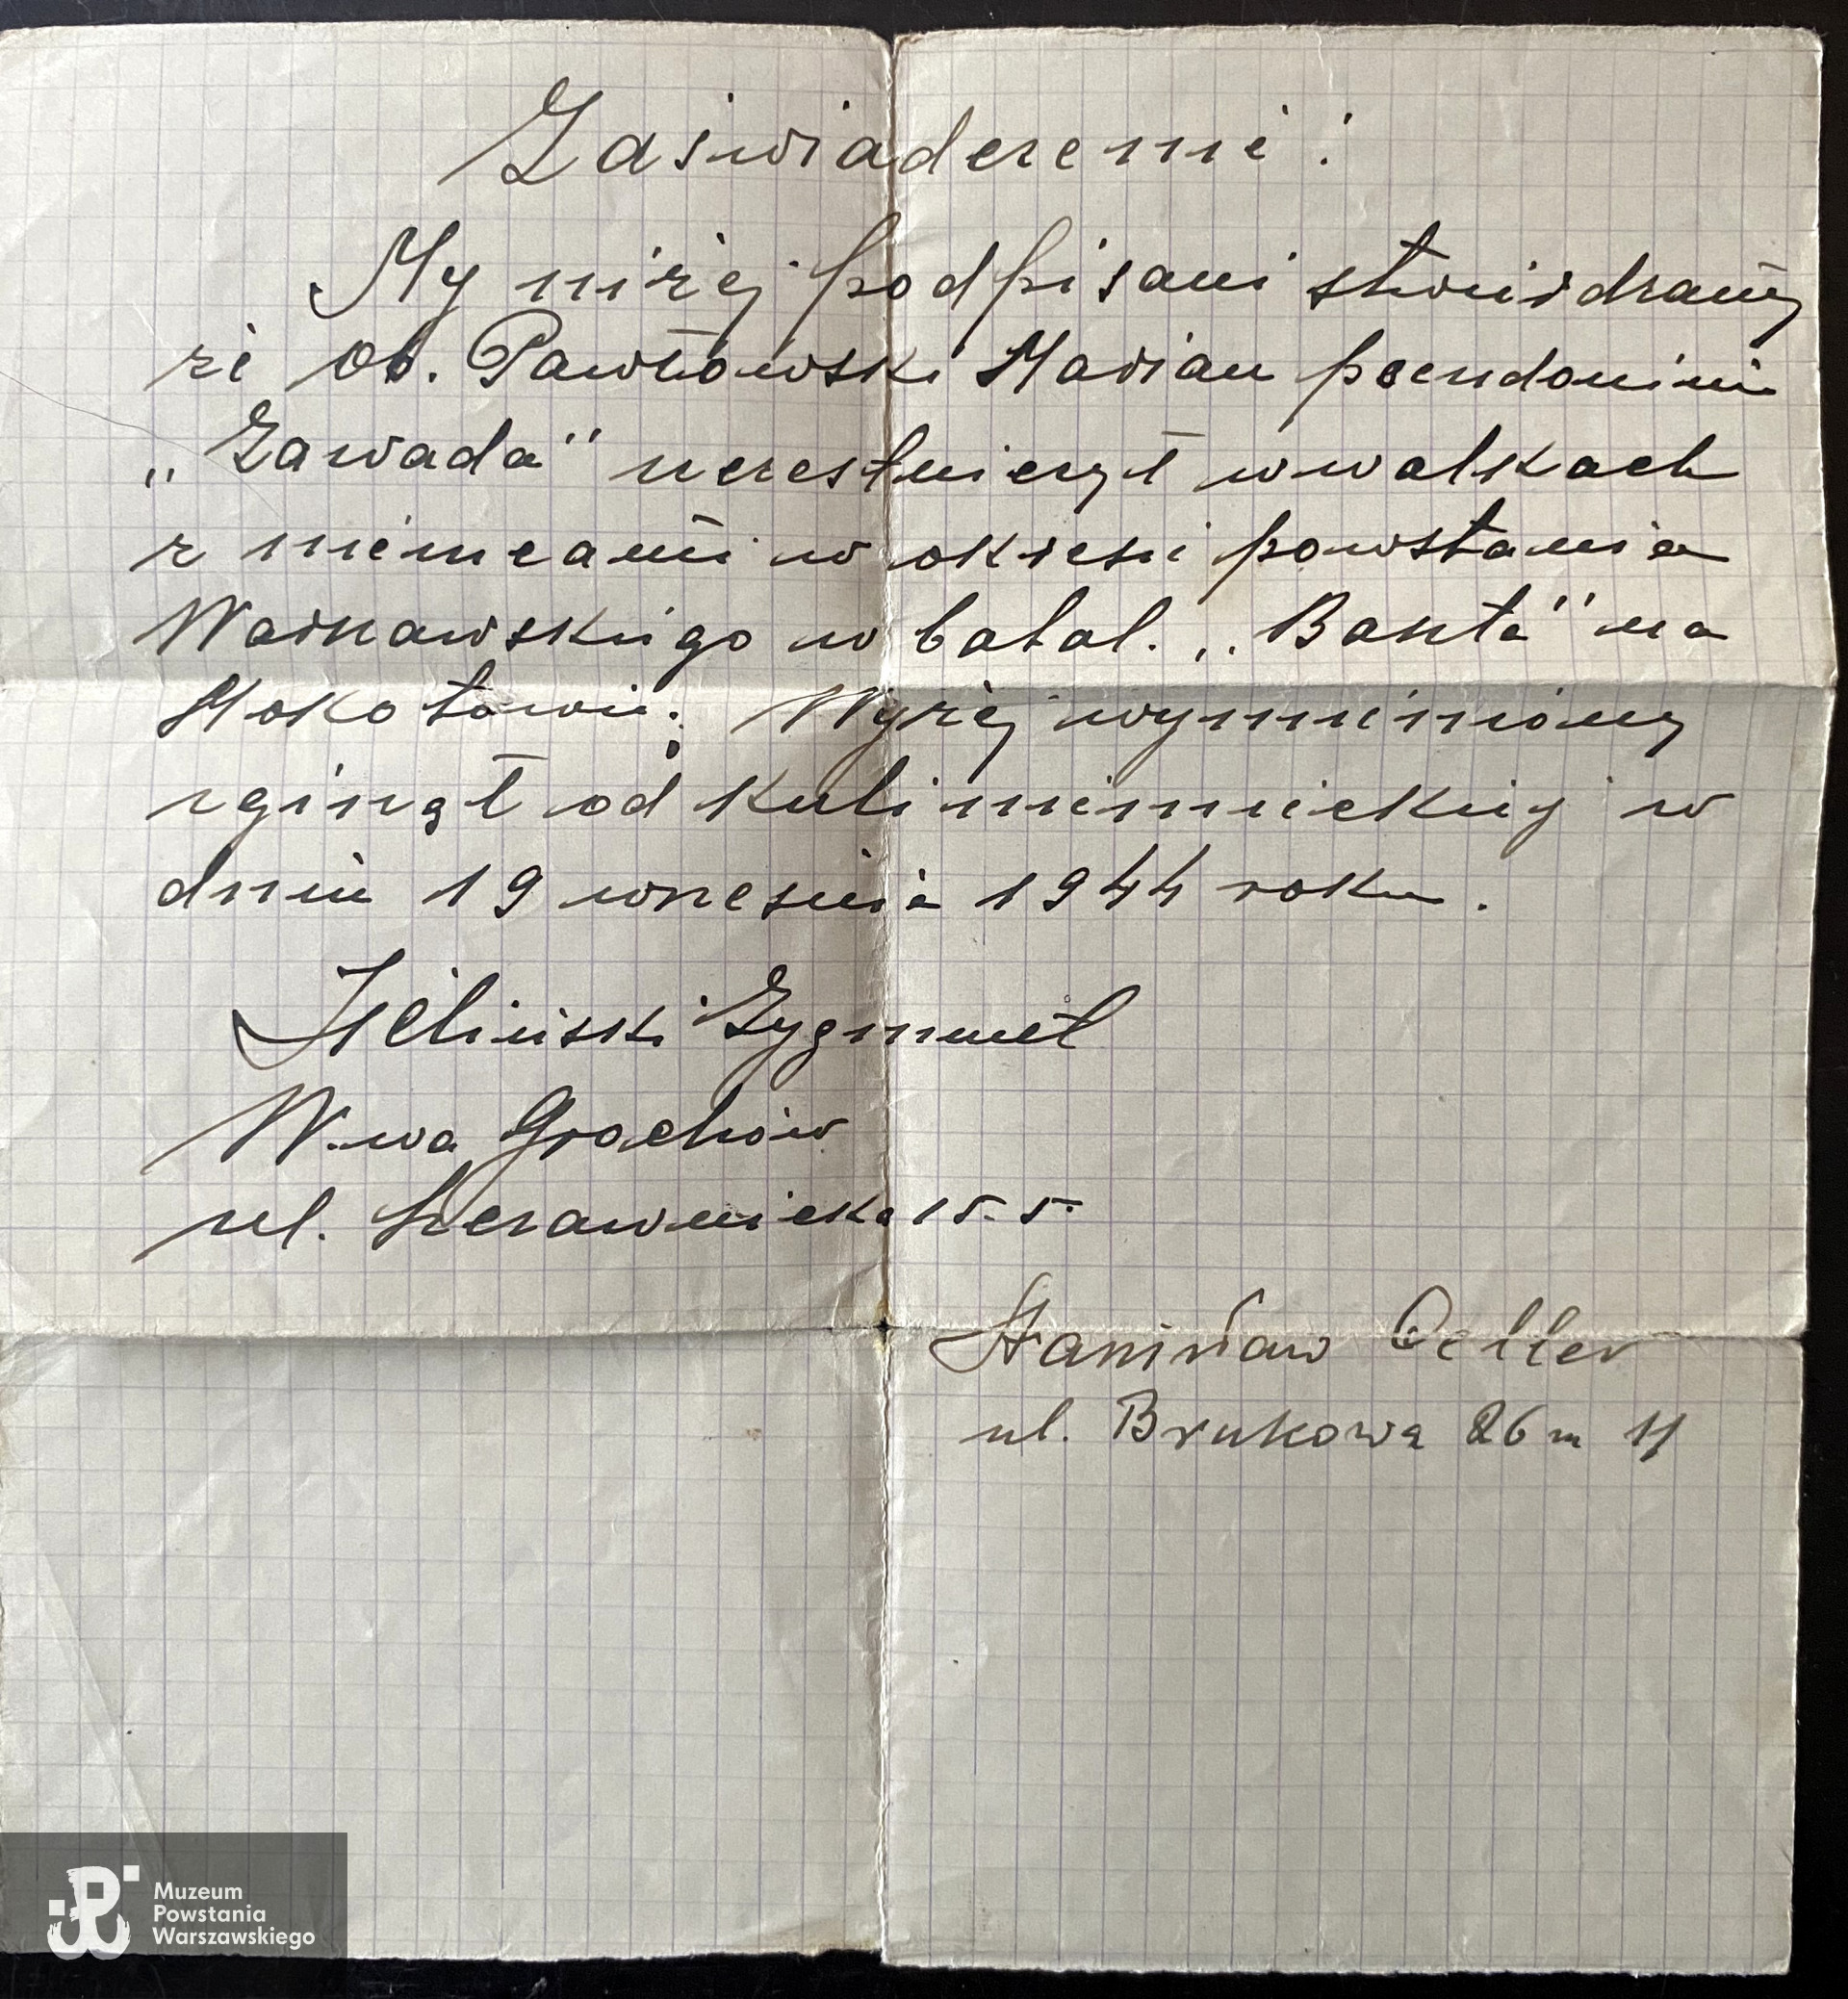 Zaświadczenie:
My niżej podpisani stwierdzamy
że ob. Pawłowski Marian pseudonim
„Zawada" uczestniczył w walkach
z niemcami w okresie powstania
Warszawskiego w batal. „Baszta" na
Mokotowie; Wyżej wymieniony
zginął od kuli niemieckiej w
dniu 19 września 1944 roku.
Zieliński Zygmunt
W-wa Grochów
ul. 15. 5.
Stanisław
ul. Brukowa 26 m 11
Muzeum
Powstania
Warszawskiego